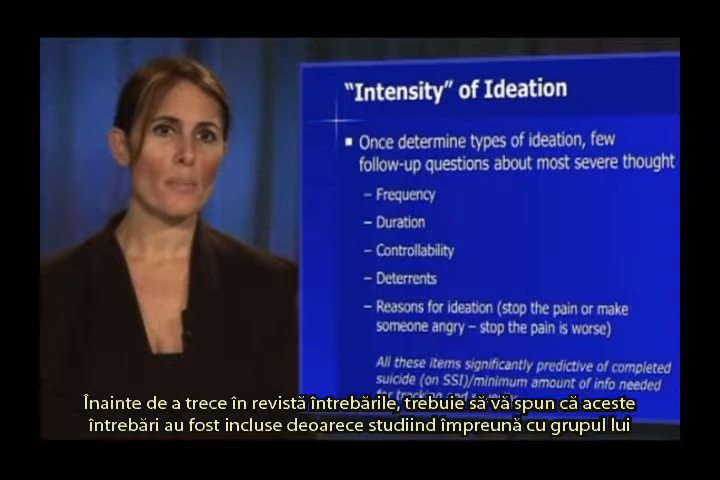 “Intensity” of Ideation
Once determine types of ideation, few
follow-up questions about most severe thought
– Frequency
– Duration
– Controllability
– Deterrents
– Reasons for ideation (stop the pain or make
someone angry – stop the pain is worse)
All these items significantly predictive of completed
suicide (on SSI)/minimum amount of info needed
Înainte de a trece în revistă întrebările, trebuie să vă spun că aceste
întrebări au fost incluse deoarece studiind împreună cu grupul lui